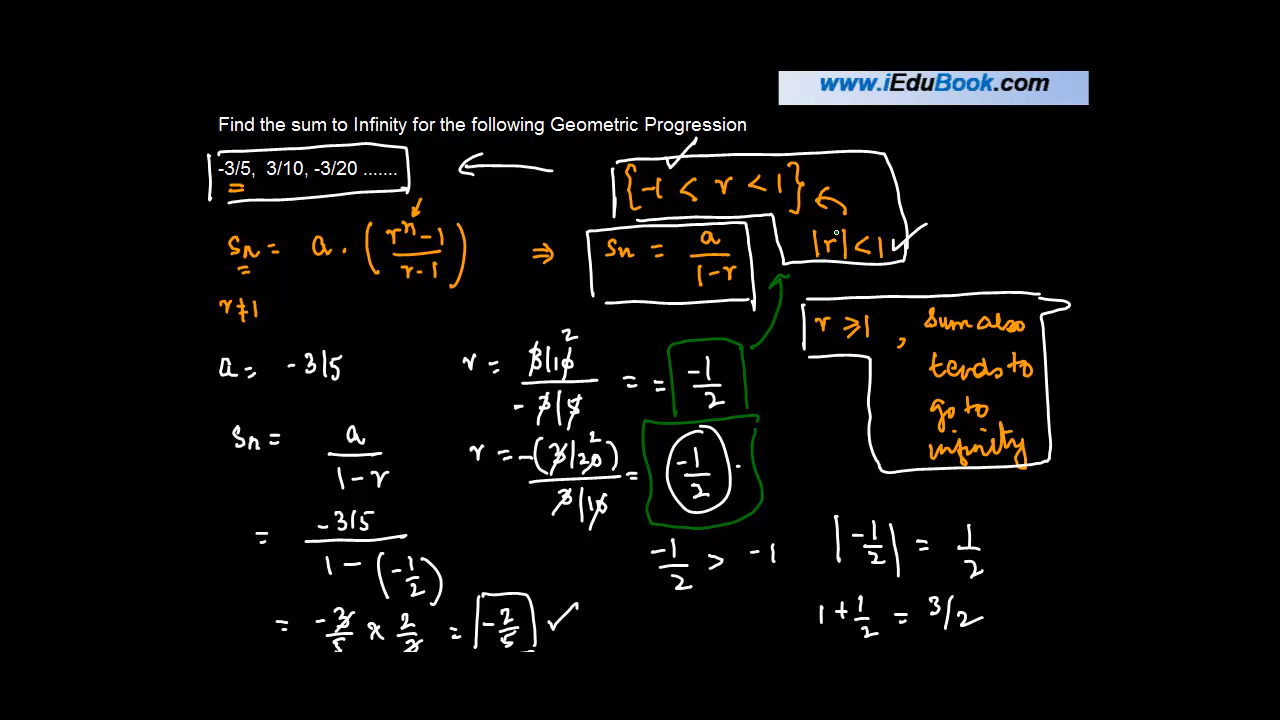 www.iEduBook.com
Find the sum to Infinity for the following Geometric Progression
-3/5, 3/10, -3/20 .......
{-1 < r < 1}
|r| < 1
Sn = a . ( (r^n - 1) / (r - 1) ) ⇒ Sn = a / (1 - r)
r ≠ 1
r ⩾ 1, Sum also
tends to
go to
infinity
a = -3/5
r = (3/10) / (-3/5) = = -1/2
2
Sn = a / (1 - r)
r = -(3/20) / (3/10) = -1/2 .
2
= (-3/5) / (1 - (-1/2))
-1/2 > -1
|-1/2| = 1/2
= -3/5 x 2/3 = -2/5
1 + 1/2 = 3/2